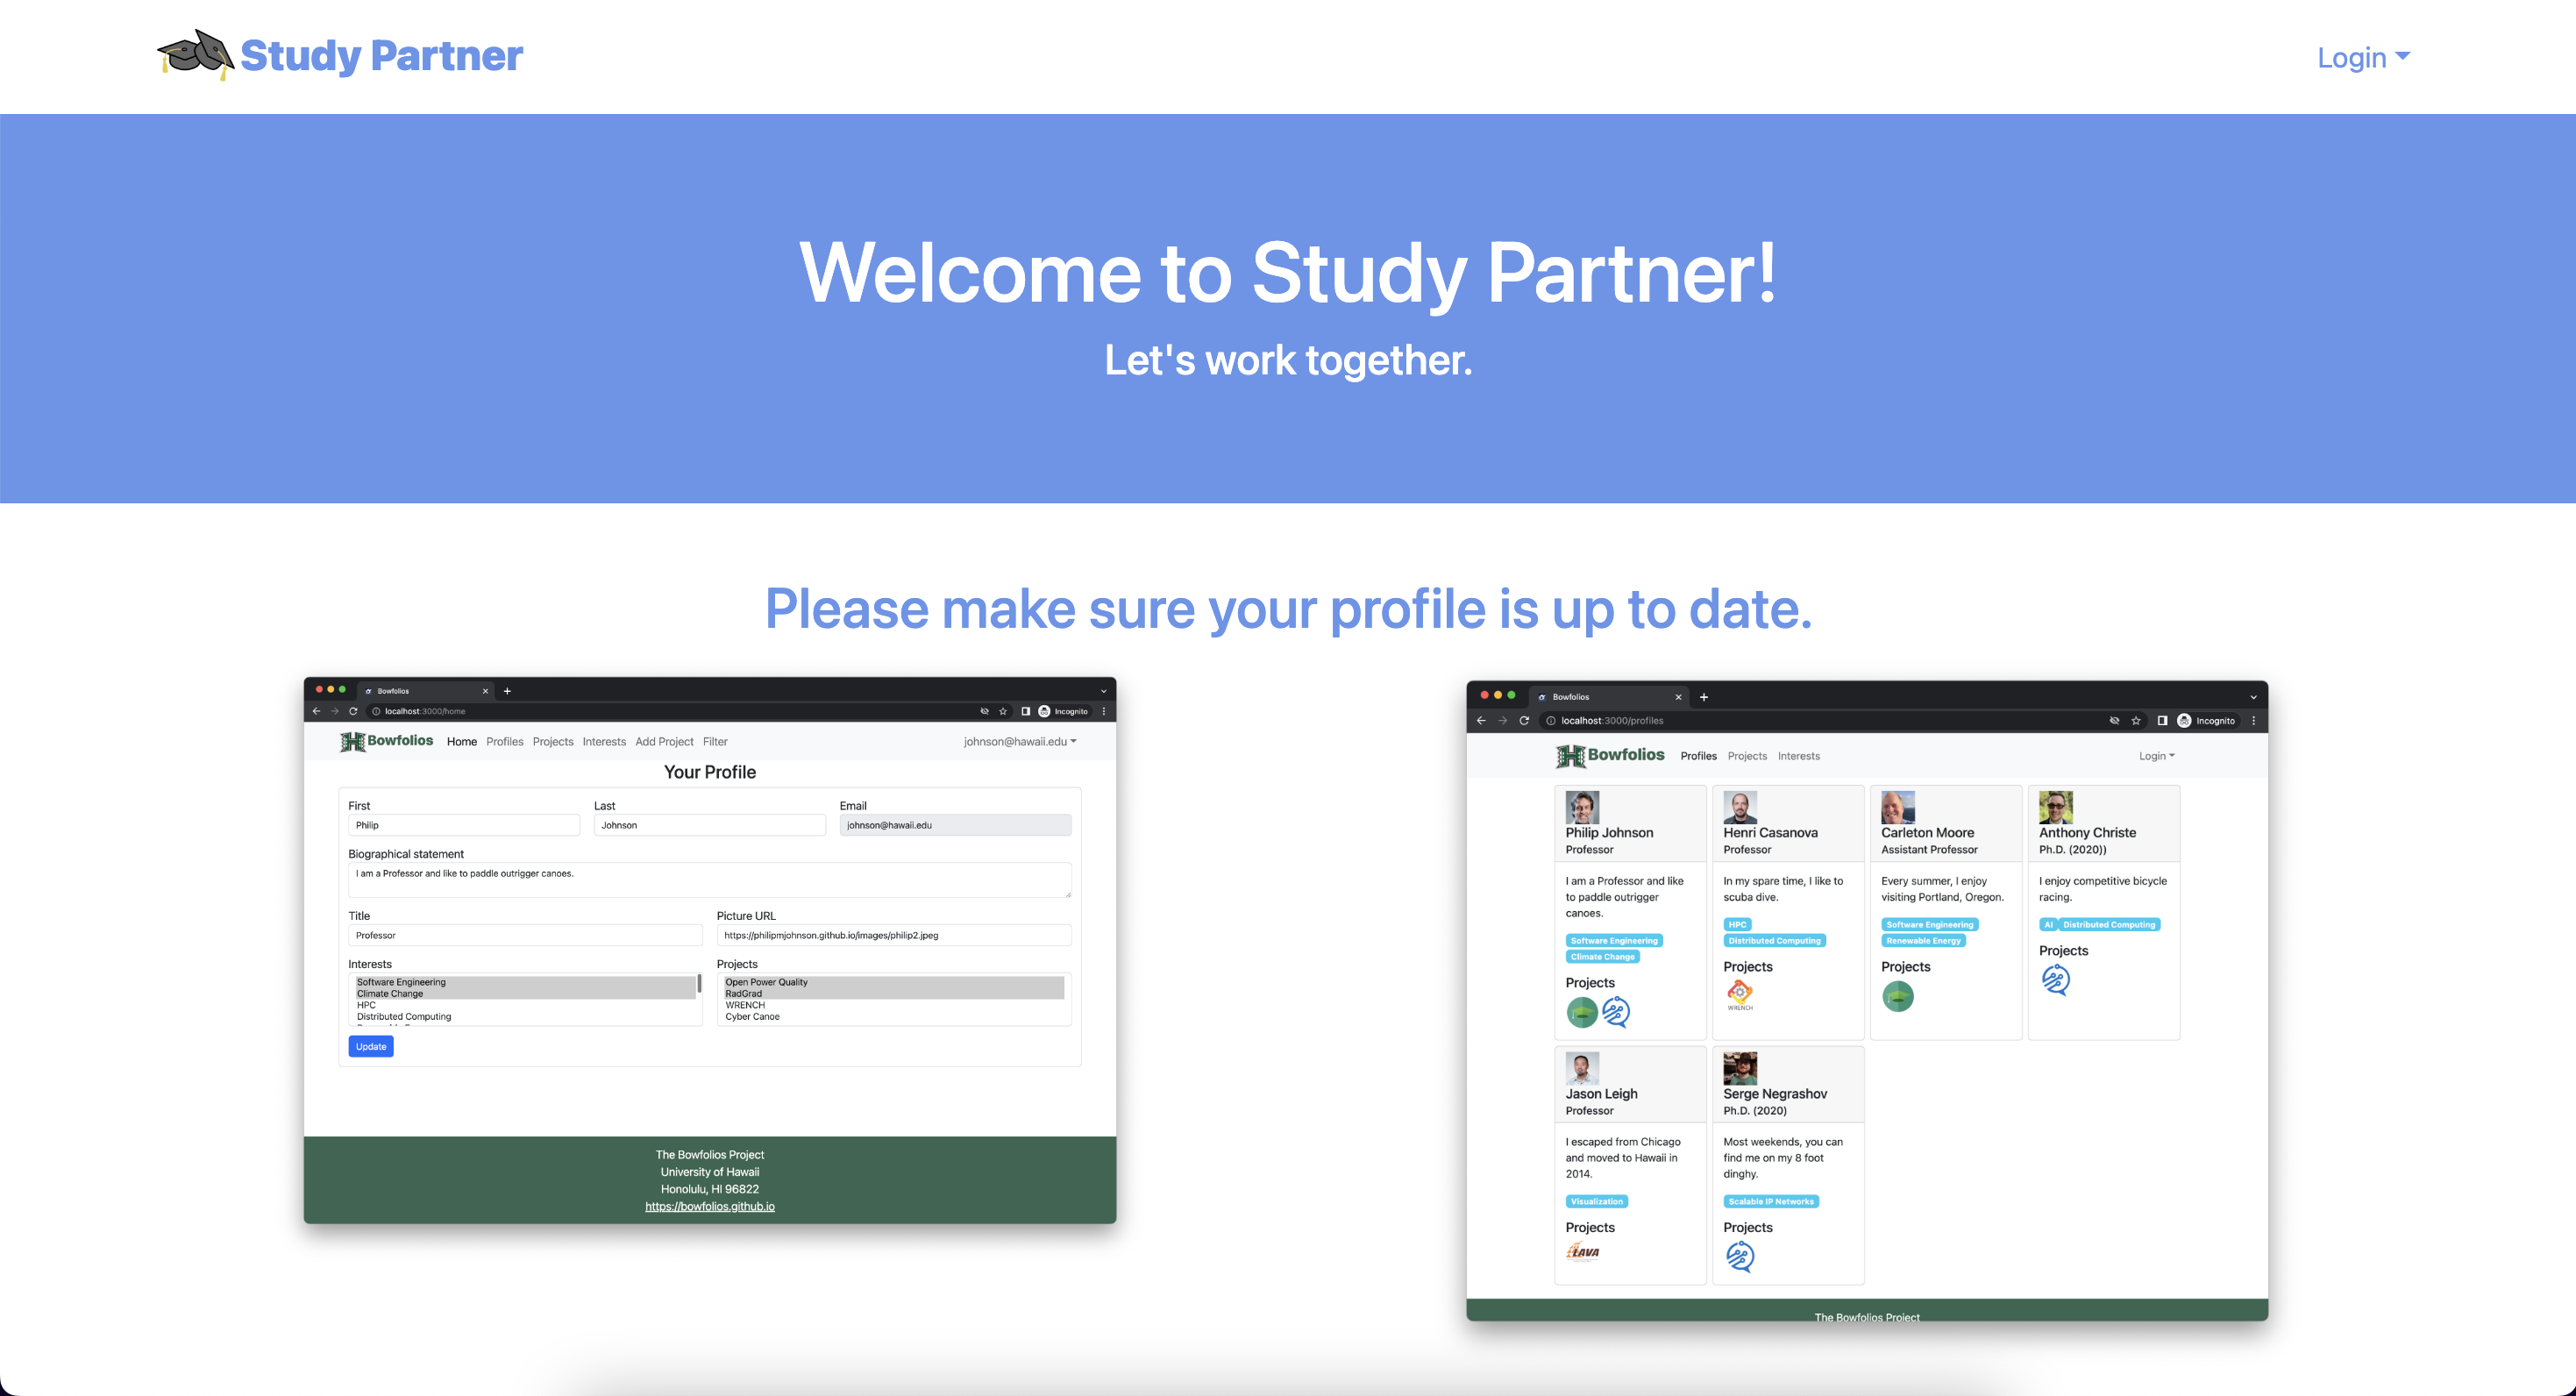 Study Partner
Login
Welcome to Study Partner!
Let's work together.
Please make sure your profile is up to date.
Bowfolios
localhost:3000/home
Incognito
Bowfolios Home Profiles Projects Interests Add Project Filter johnson@hawaii.edu
Your Profile
First Last Email
Philip Johnson johnson@hawaii.edu
Biographical statement
I am a Professor and like to paddle outrigger canoes.
Title Picture URL
Professor https://philipmjohnson.github.io/images/philip2.jpeg
Interests Projects
Software Engineering Open Power Quality
Climate Change RadGrad
HPC WRENCH
Distributed Computing Cyber Canoe
Update
The Bowfolios Project
University of Hawaii
Honolulu, HI 96822
https://bowfolios.github.io
Bowfolios
localhost:3000/profiles
Incognito
Bowfolios Profiles Projects Interests Login
Philip Johnson
Professor
I am a Professor and like
to paddle outrigger
canoes.
Software Engineering
Climate Change
Projects
Henri Casanova
Professor
In my spare time, I like to
scuba dive.
HPC
Distributed Computing
Projects
WRENCH
Carleton Moore
Assistant Professor
Every summer, I enjoy
visiting Portland, Oregon.
Software Engineering
Renewable Energy
Projects
Anthony Christe
Ph.D. (2020))
I enjoy competitive bicycle
racing.
AI Distributed Computing
Projects
Jason Leigh
Professor
I escaped from Chicago
and moved to Hawaii in
2014.
Visualization
Projects
LAVA
Serge Negrashov
Ph.D. (2020)
Most weekends, you can
find me on my 8 foot
dinghy.
Scalable IP Networks
Projects
The Bowfolios Project